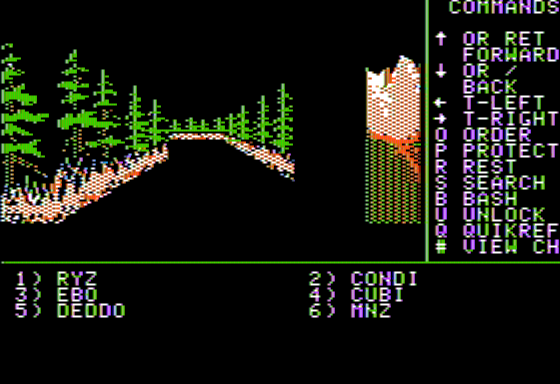 COMMANDS
↑ OR RET
FORWARD
↓ OR /
BACK
← T-LEFT
→ T-RIGHT
O ORDER
P PROTECT
R REST
S SEARCH
B BASH
U UNLOCK
Q QUIKREF
# VIEW CH
1) RYZ 2) CONDI
3) EBO 4) CUBI
5) DEDDO 6) MNZ